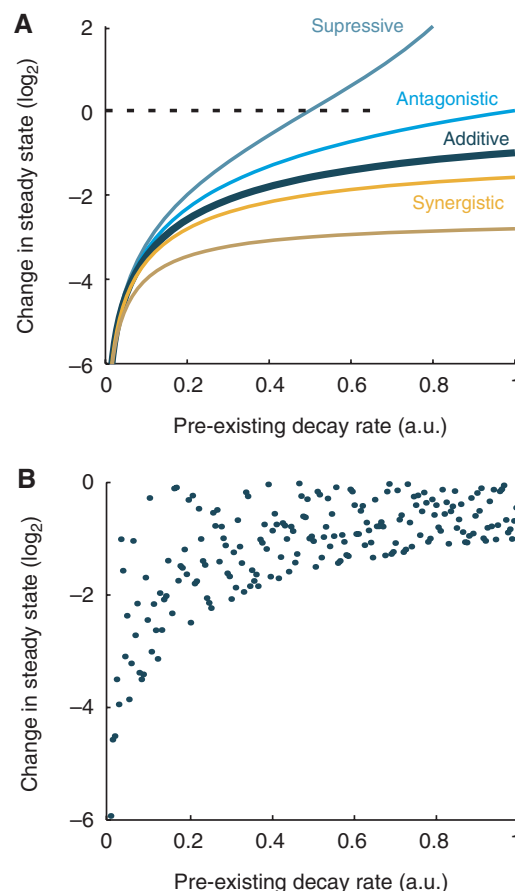 A
Change in steady state (log2)
2
0
–2
–4
–6
Supressive
Antagonistic
Additive
Synergistic
0 0.2 0.4 0.6 0.8 1
Pre-existing decay rate (a.u.)
B
Change in steady state (log2)
0
–2
–4
–6
0 0.2 0.4 0.6 0.8 1
Pre-existing decay rate (a.u.)